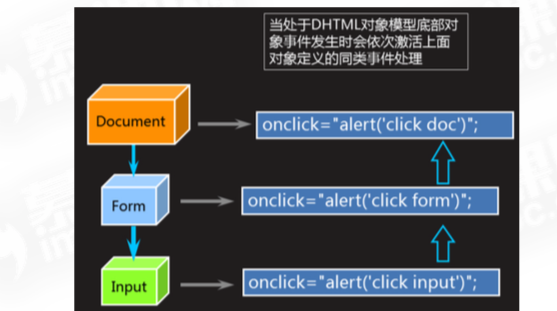 当处于DHTML对象模型底部对
象事件发生时会依次激活上面
对象定义的同类事件处理
Document
onclick="alert('click doc')";
Form
onclick="alert('click form')";
Input
onclick="alert('click input')";